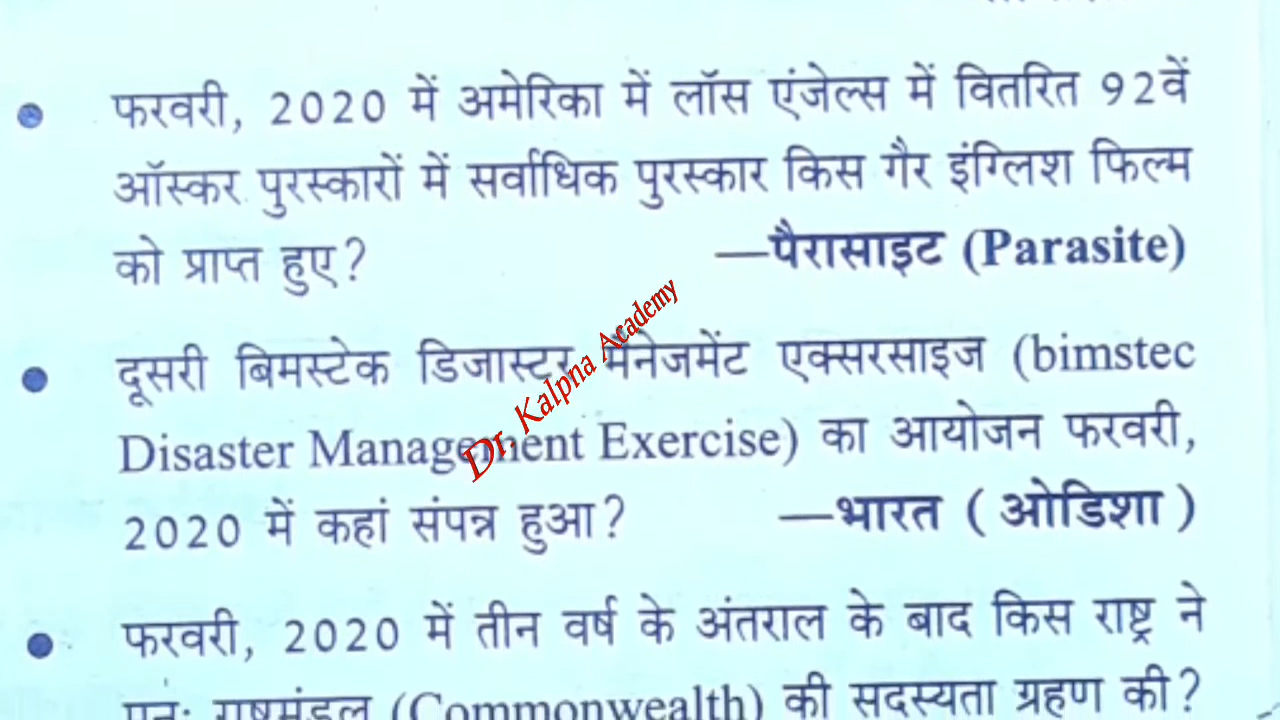 फरवरी, 2020 में अमेरिका में लॉस एंजेल्स में वितरित 92वें
ऑस्कर पुरस्कारों में सर्वाधिक पुरस्कार किस गैर इंग्लिश फिल्म
को प्राप्त हुए? —पैरासाइट (Parasite)
दूसरी बिमस्टेक डिजास्टर मैनेजमेंट एक्सरसाइज (bimstec
Disaster Management Exercise) का आयोजन फरवरी,
2020 में कहां संपन्न हुआ? —भारत ( ओडिशा )
फरवरी, 2020 में तीन वर्ष के अंतराल के बाद किस राष्ट्र ने
पुनः राष्ट्रमंडल (Commonwealth) की सदस्यता ग्रहण की?
Dr. Kalpna Academy